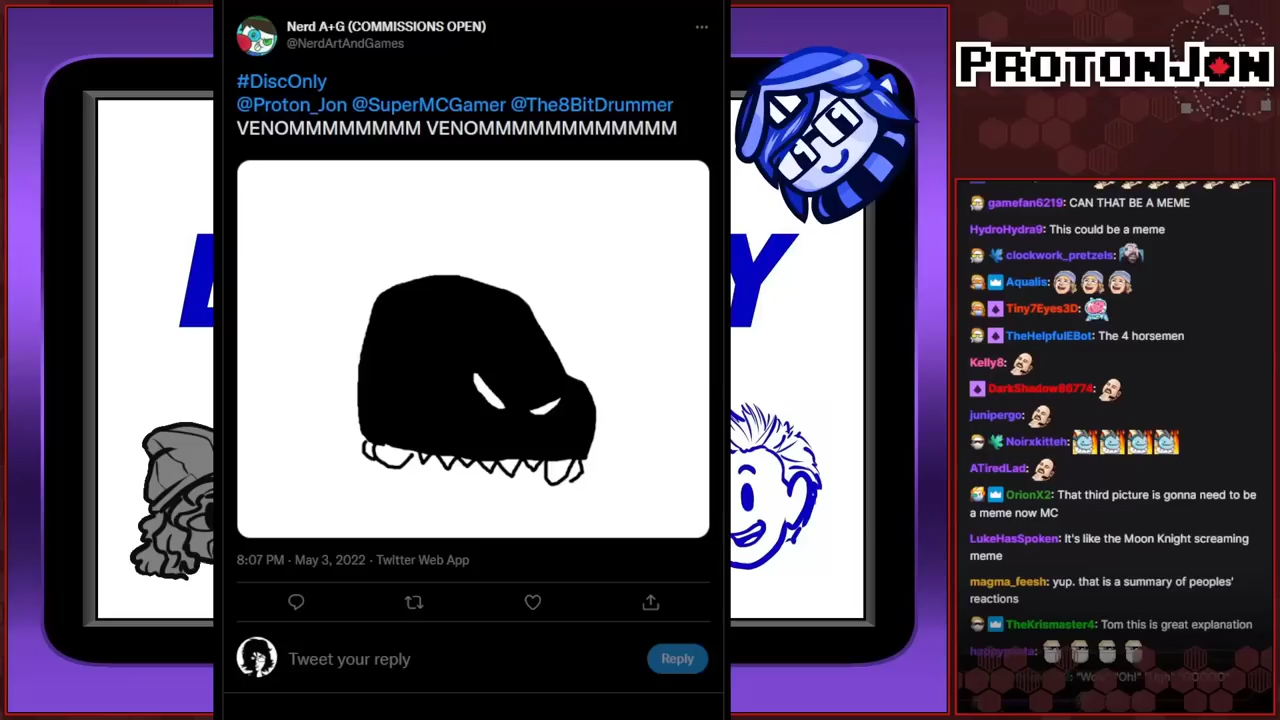 Nerd A+G (COMMISSIONS OPEN)
@NerdArtAndGames
#DiscOnly
@Proton_Jon @SuperMCGamer @The8BitDrummer
VENOMMMMMMMM VENOMMMMMMMMMMMMM
8:07 PM · May 3, 2022 · Twitter Web App
Tweet your reply
Reply
Y
PROTONJON
gamefan6219: CAN THAT BE A MEME
HydroHydra9: This could be a meme
clockwork_pretzels:
Aqualis:
Tiny7Eyes3D:
TheHelpfulEBot: The 4 horsemen
Kelly8:
DarkShadow86774:
junipergo:
Noirxkitteh:
ATiredLad:
OrionX2: That third picture is gonna need to be
a meme now MC
LukeHasSpoken: It's like the Moon Knight screaming
meme
magma_feesh: yup. that is a summary of peoples'
reactions
TheKrismaster4: Tom this is great explanation